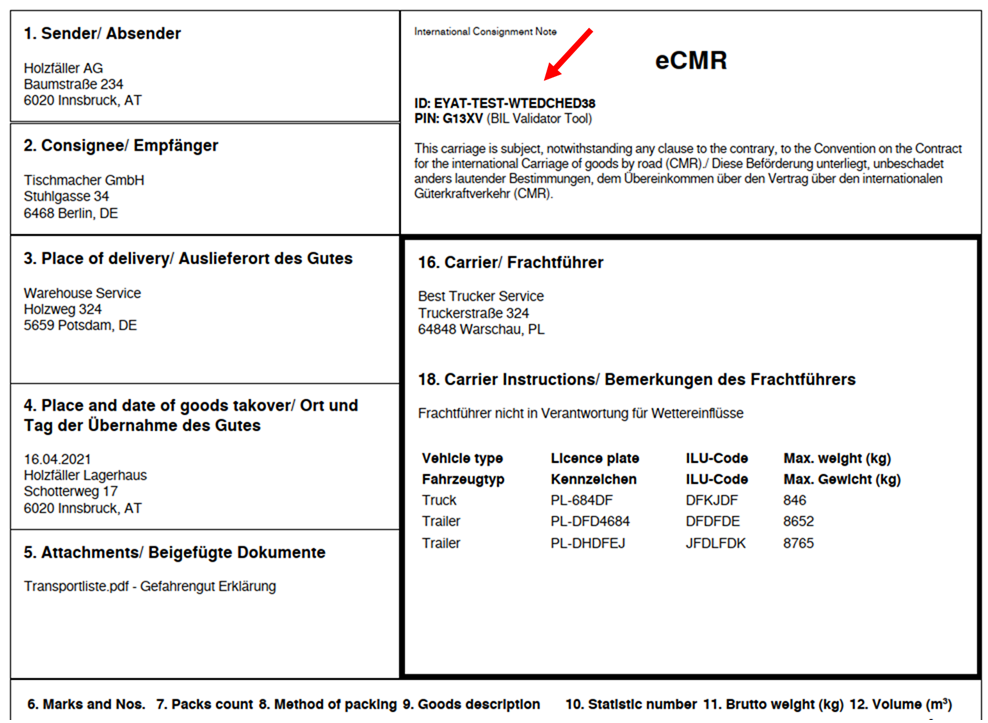 1. Sender/ Absender
Holzfäller AG
Baumstraße 234
6020 Innsbruck, AT
International Consignment Note
eCMR
ID: EYAT-TEST-WTEDCHED38
PIN: G13XV (BIL Validator Tool)
This carriage is subject, notwithstanding any clause to the contrary, to the Convention on the Contract
for the international Carriage of goods by road (CMR)./ Diese Beförderung unterliegt, unbeschadet
anders lautender Bestimmungen, dem Übereinkommen über den Vertrag über den internationalen
Güterkraftverkehr (CMR).
2. Consignee/ Empfänger
Tischmacher GmbH
Stuhlgasse 34
6468 Berlin, DE
3. Place of delivery/ Auslieferort des Gutes
Warehouse Service
Holzweg 324
5659 Potsdam, DE
4. Place and date of goods takover/ Ort und
Tag der Übernahme des Gutes
16.04.2021
Holzfäller Lagerhaus
Schotterweg 17
6020 Innsbruck, AT
5. Attachments/ Beigefügte Dokumente
Transportliste.pdf - Gefahrengut Erklärung
16. Carrier/ Frachtführer
Best Trucker Service
Truckerstraße 324
64848 Warschau, PL
18. Carrier Instructions/ Bemerkungen des Frachtführers
Frachtführer nicht in Verantwortung für Wettereinflüsse
Vehicle type Licence plate ILU-Code Max. weight (kg)
Fahrzeugtyp Kennzeichen ILU-Code Max. Gewicht (kg)
Truck PL-684DF DFKJDF 846
Trailer PL-DFD4684 DFDFDE 8652
Trailer PL-DHDFEJ JFDLFDK 8765
6. Marks and Nos. 7. Packs count 8. Method of packing 9. Goods description 10. Statistic number 11. Brutto weight (kg) 12. Volume (m³)